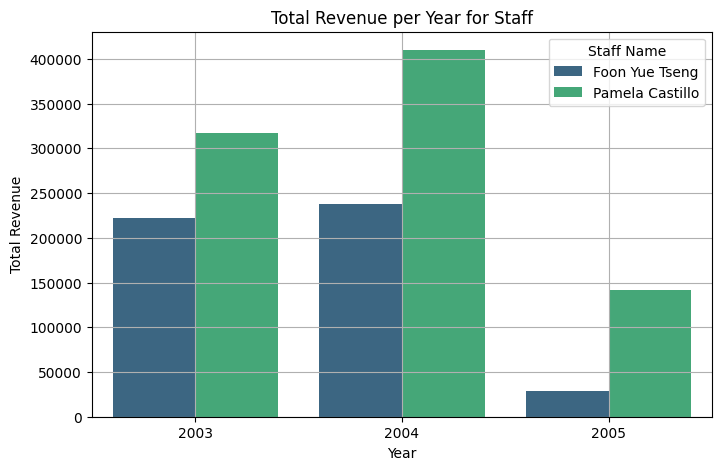 Total Revenue per Year for Staff
Staff Name
Foon Yue Tseng
Pamela Castillo
Total Revenue
400000
350000
300000
250000
200000
150000
100000
50000
0
2003 2004 2005
Year